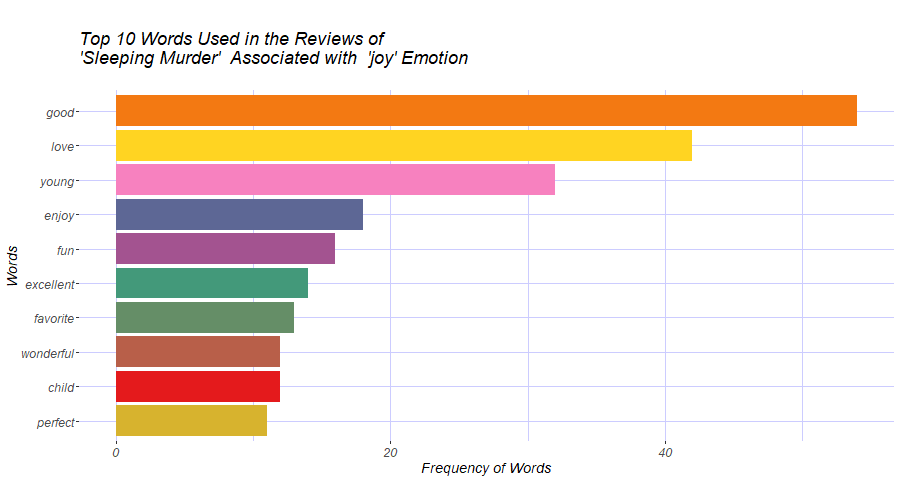 Top 10 Words Used in the Reviews of
'Sleeping Murder'  Associated with  'joy' Emotion
good
love
young
enjoy
fun
excellent
favorite
wonderful
child
perfect
Words
0 20 40
Frequency of Words